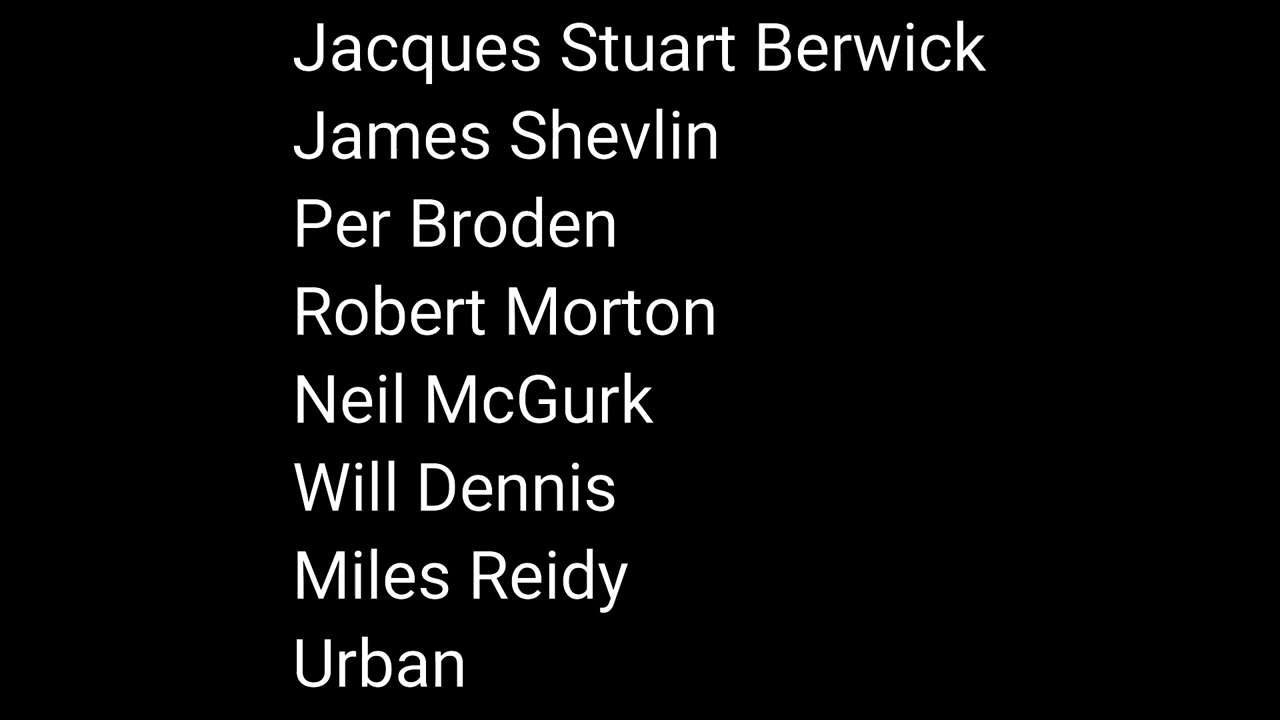 Jacques Stuart Berwick
James Shevlin
Per Broden
Robert Morton
Neil McGurk
Will Dennis
Miles Reidy
Urban